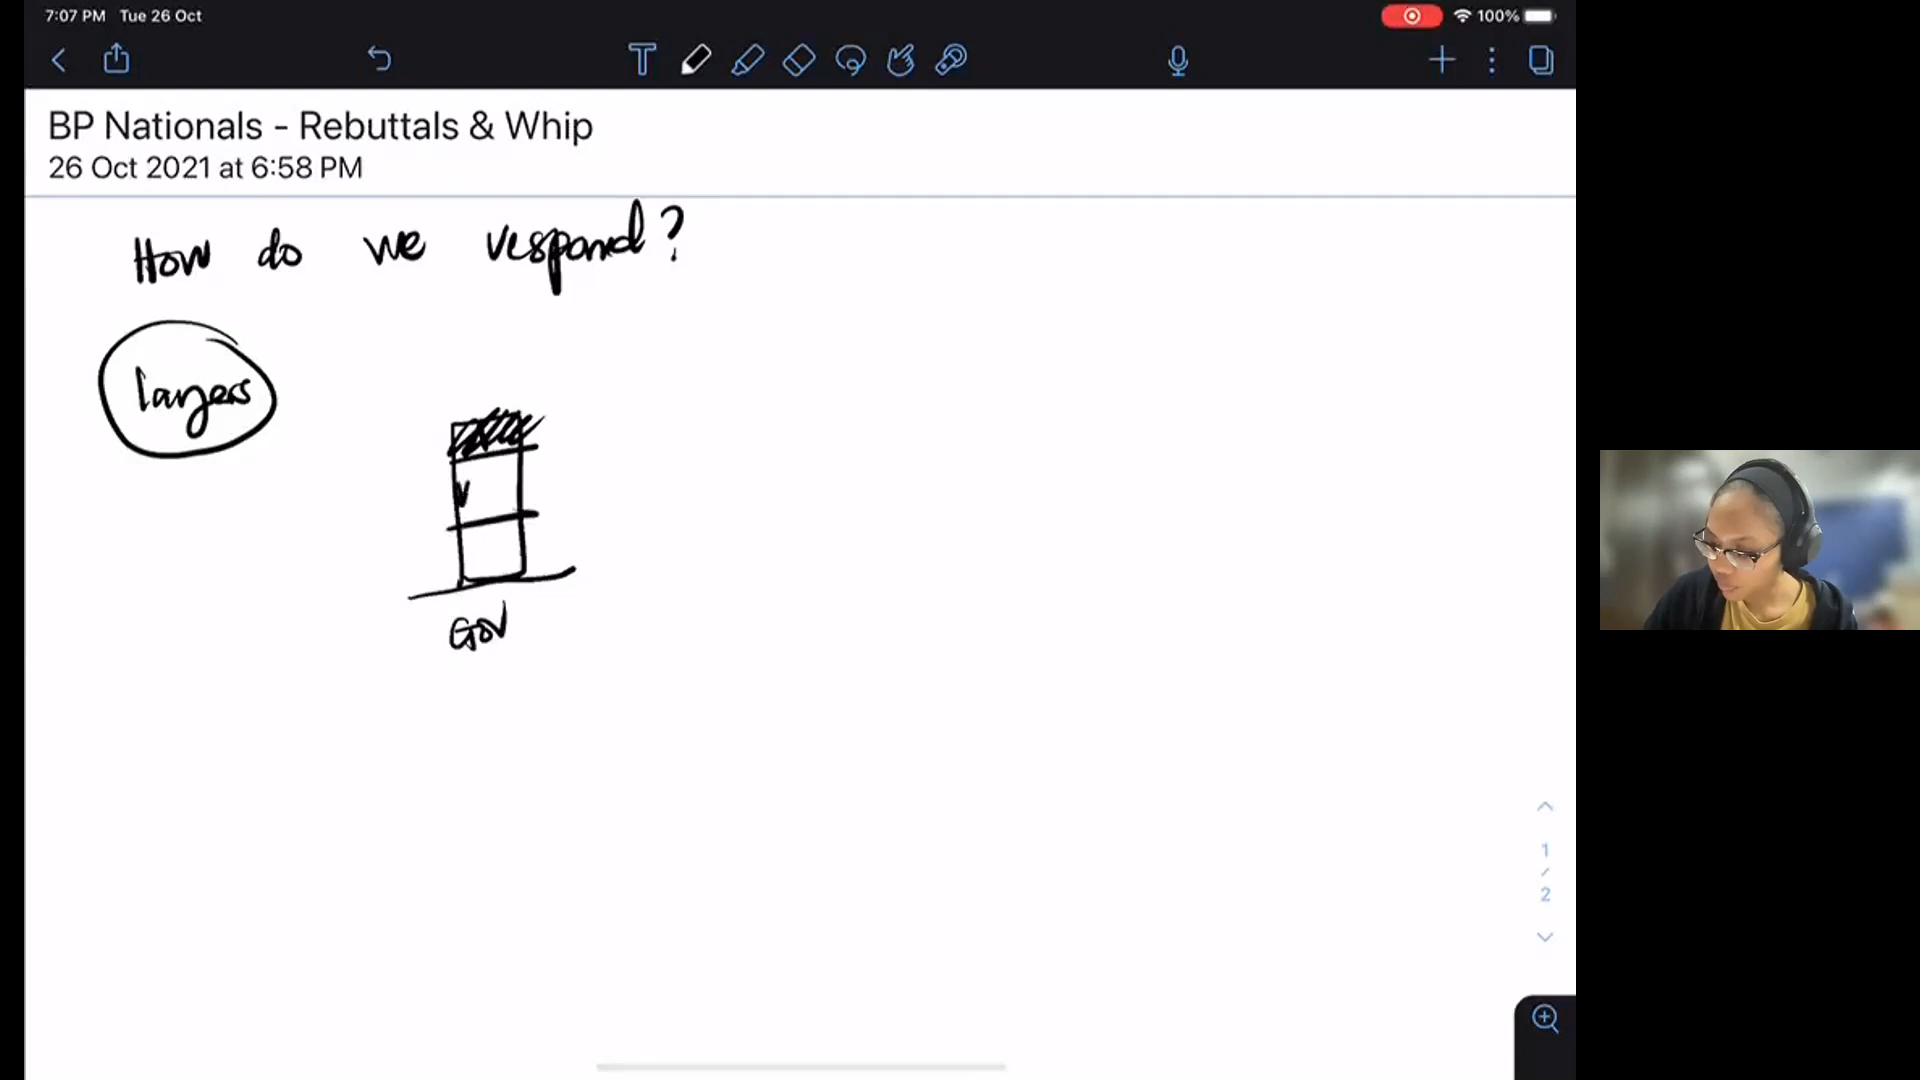 7:07 PM Tue 26 Oct
100%
BP Nationals - Rebuttals & Whip
26 Oct 2021 at 6:58 PM
How do we respond?
layers
GOV
1
/
2